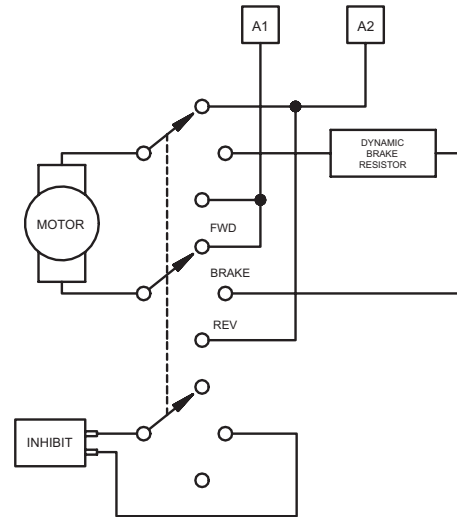 A1
A2
DYNAMIC
BRAKE
RESISTOR
MOTOR
FWD
BRAKE
REV
INHIBIT